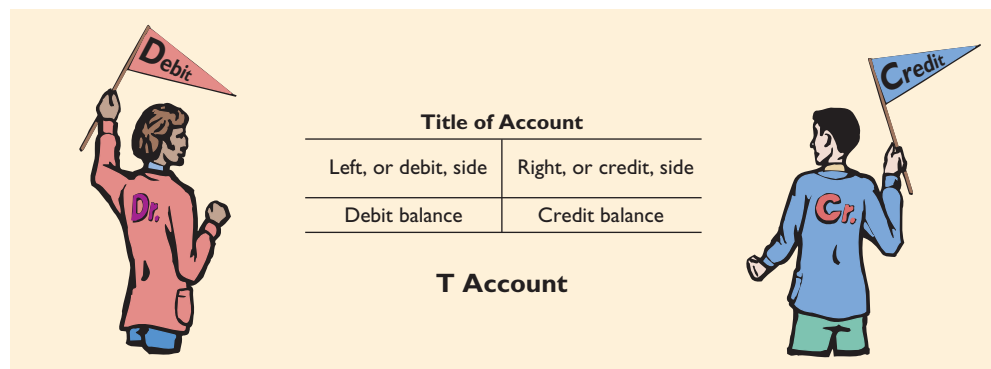 Debit
Credit
Title of Account
Left, or debit, side Right, or credit, side
Dr.
Cr.
Debit balance Credit balance
T Account